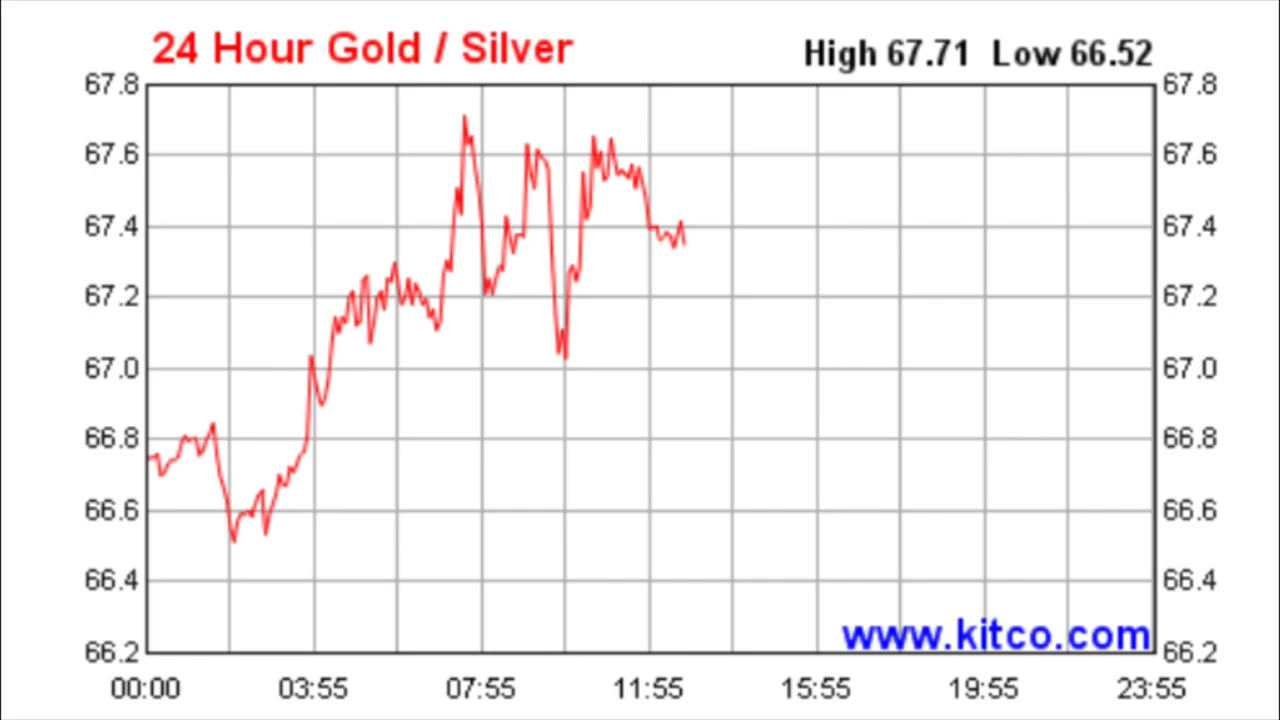 24 Hour Gold / Silver
High 67.71 Low 66.52
67.8 67.8
67.6 67.6
67.4 67.4
67.2 67.2
67.0 67.0
66.8 66.8
66.6 66.6
66.4 66.4
www.kitco.com
66.2 66.2
00:00 03:55 07:55 11:55 15:55 19:55 23:55